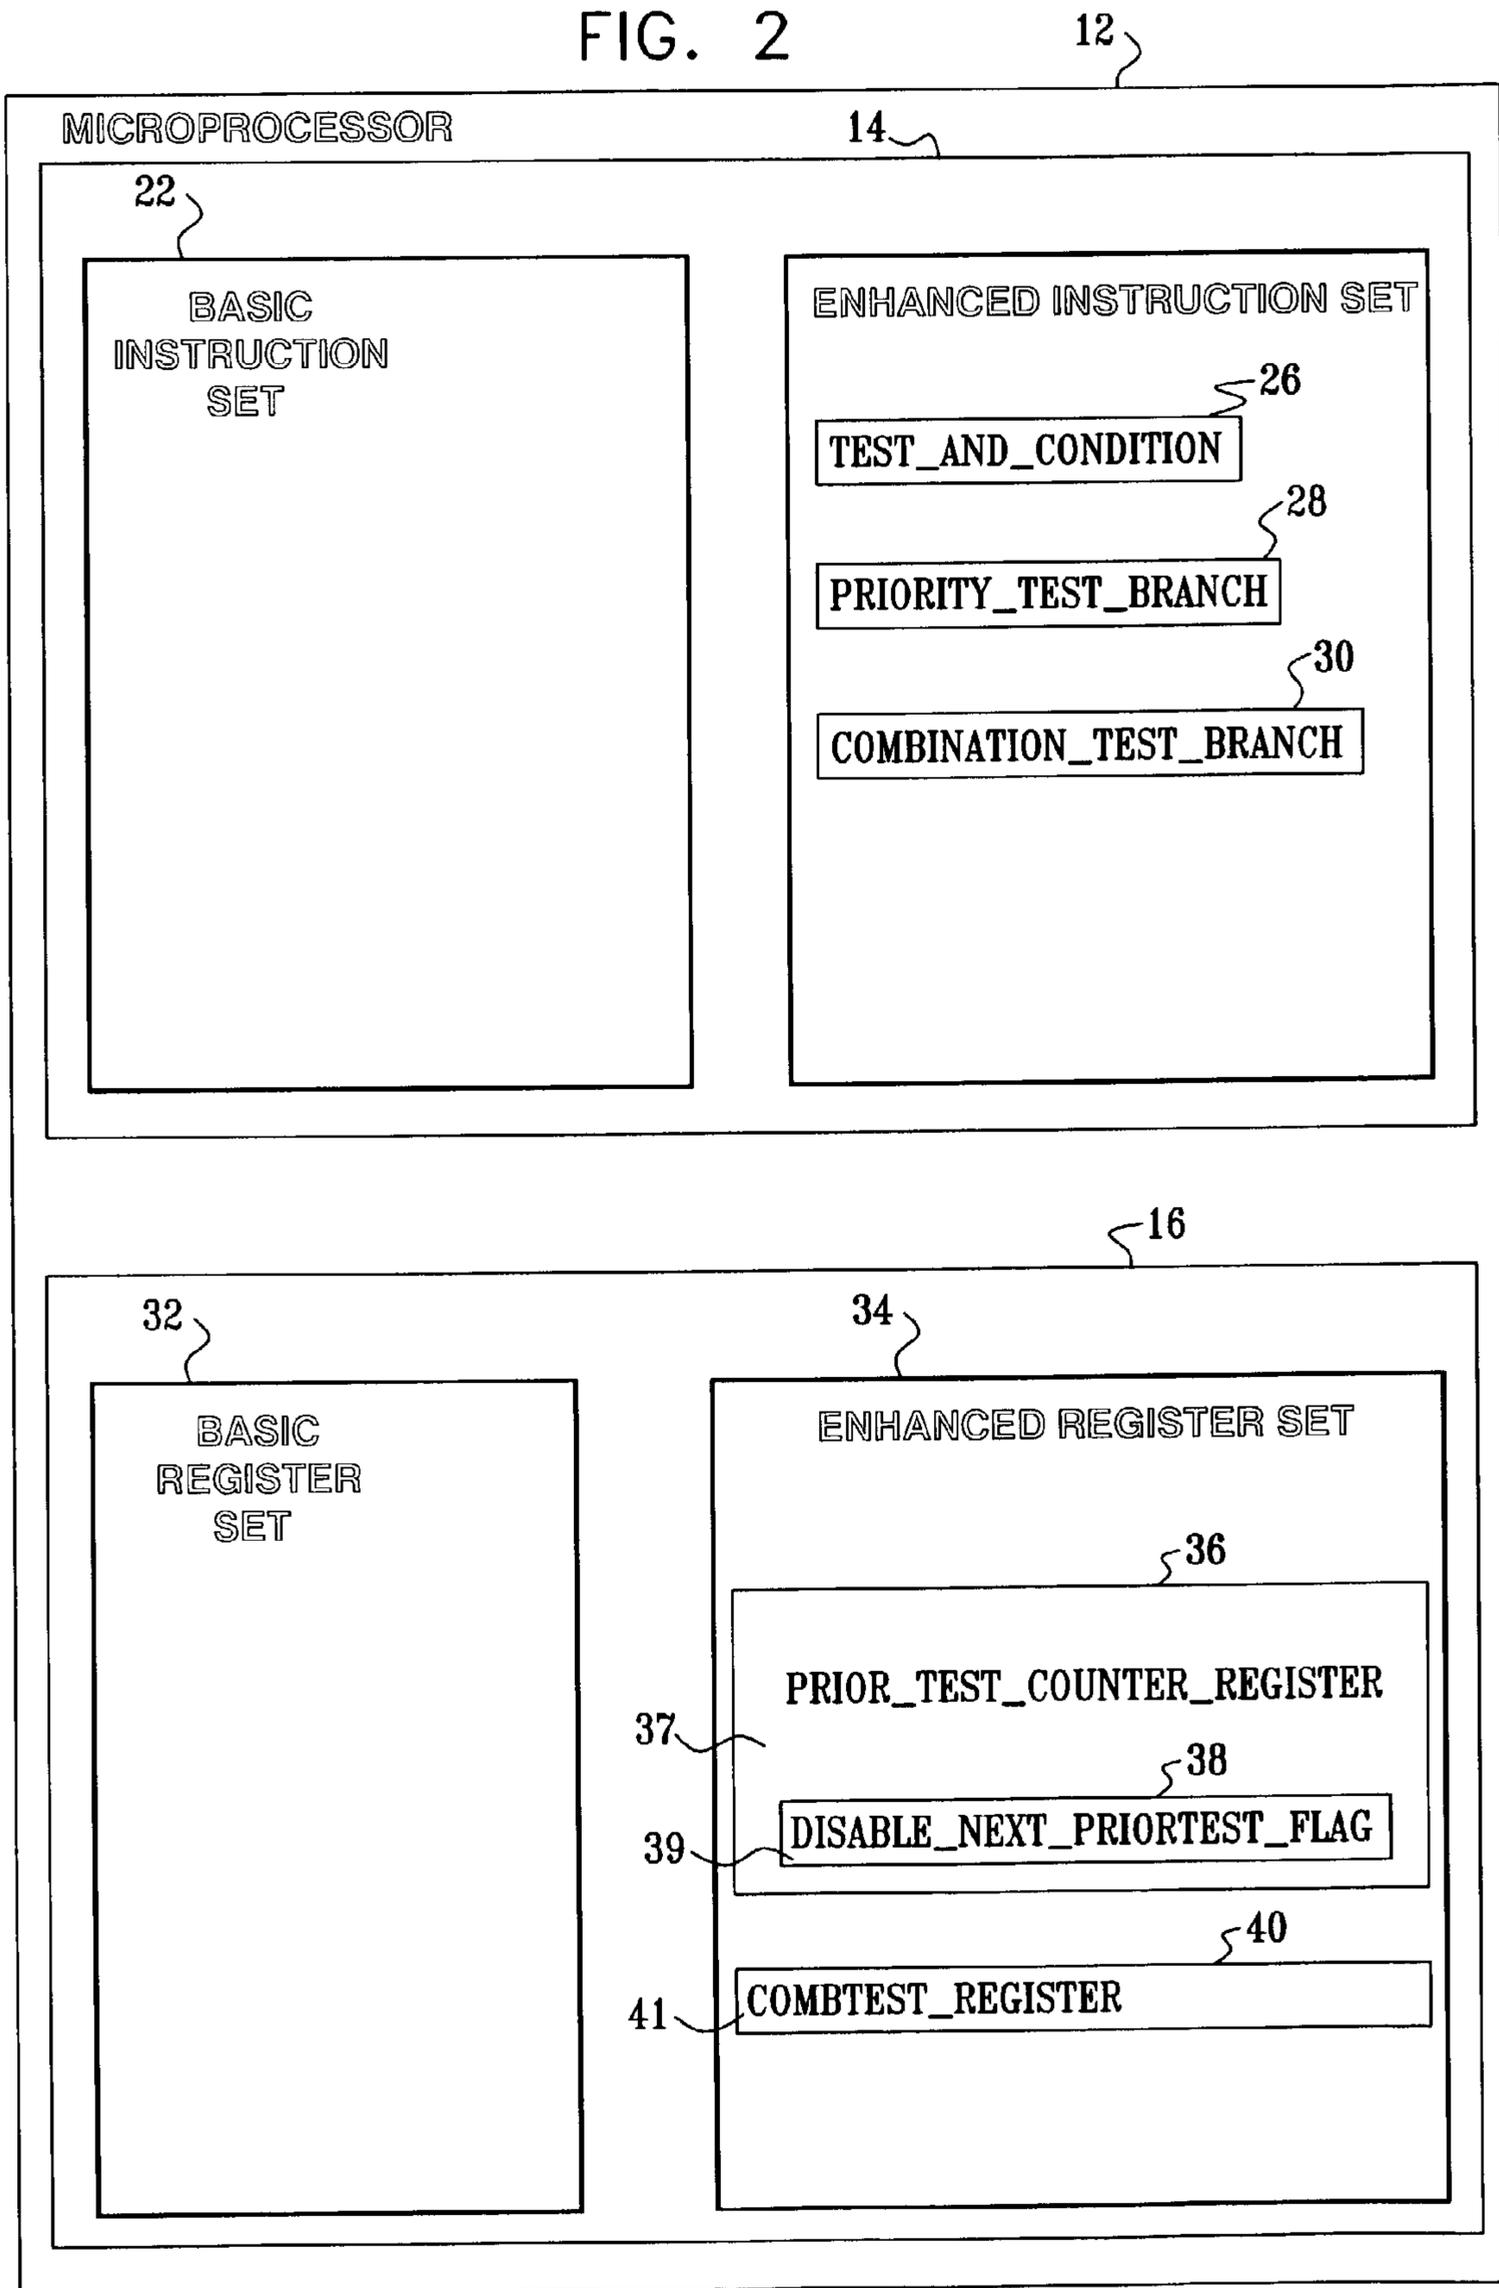 FIG. 2
12
MICROPROCESSOR
14
22
BASIC
INSTRUCTION
SET
ENHANCED INSTRUCTION SET
26
TEST_AND_CONDITION
28
PRIORITY_TEST_BRANCH
30
COMBINATION_TEST_BRANCH
16
32
34
BASIC
REGISTER
SET
ENHANCED REGISTER SET
36
PRIOR_TEST_COUNTER_REGISTER
37
38
DISABLE_NEXT_PRIORTEST_FLAG
39
40
COMBTEST_REGISTER
41